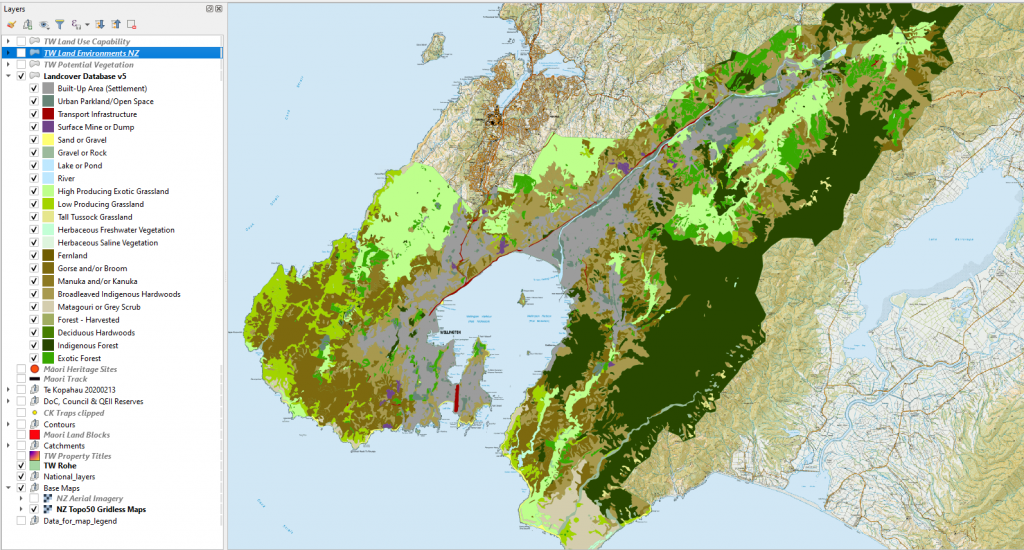 Layers
TW Land Use Capability
TW Land Environments NZ
TW Potential Vegetation
Landcover Database v5
Built-Up Area (Settlement)
Urban Parkland/Open Space
Transport Infrastructure
Surface Mine or Dump
Sand or Gravel
Gravel or Rock
Lake or Pond
River
High Producing Exotic Grassland
Low Producing Grassland
Tall Tussock Grassland
Herbaceous Freshwater Vegetation
Herbaceous Saline Vegetation
Fernland
Gorse and/or Broom
Manuka and/or Kanuka
Broadleaved Indigenous Hardwoods
Matagouri or Grey Scrub
Forest - Harvested
Deciduous Hardwoods
Indigenous Forest
Exotic Forest
Māori Heritage Sites
Maori Track
Te Kopahau 20200213
DoC, Council & QEII Reserves
CK Traps clipped
Contours
Maori Land Blocks
Catchments
TW Property Titles
TW Rohe
National_layers
Base Maps
NZ Aerial Imagery
NZ Topo50 Gridless Maps
Data_for_map_legend